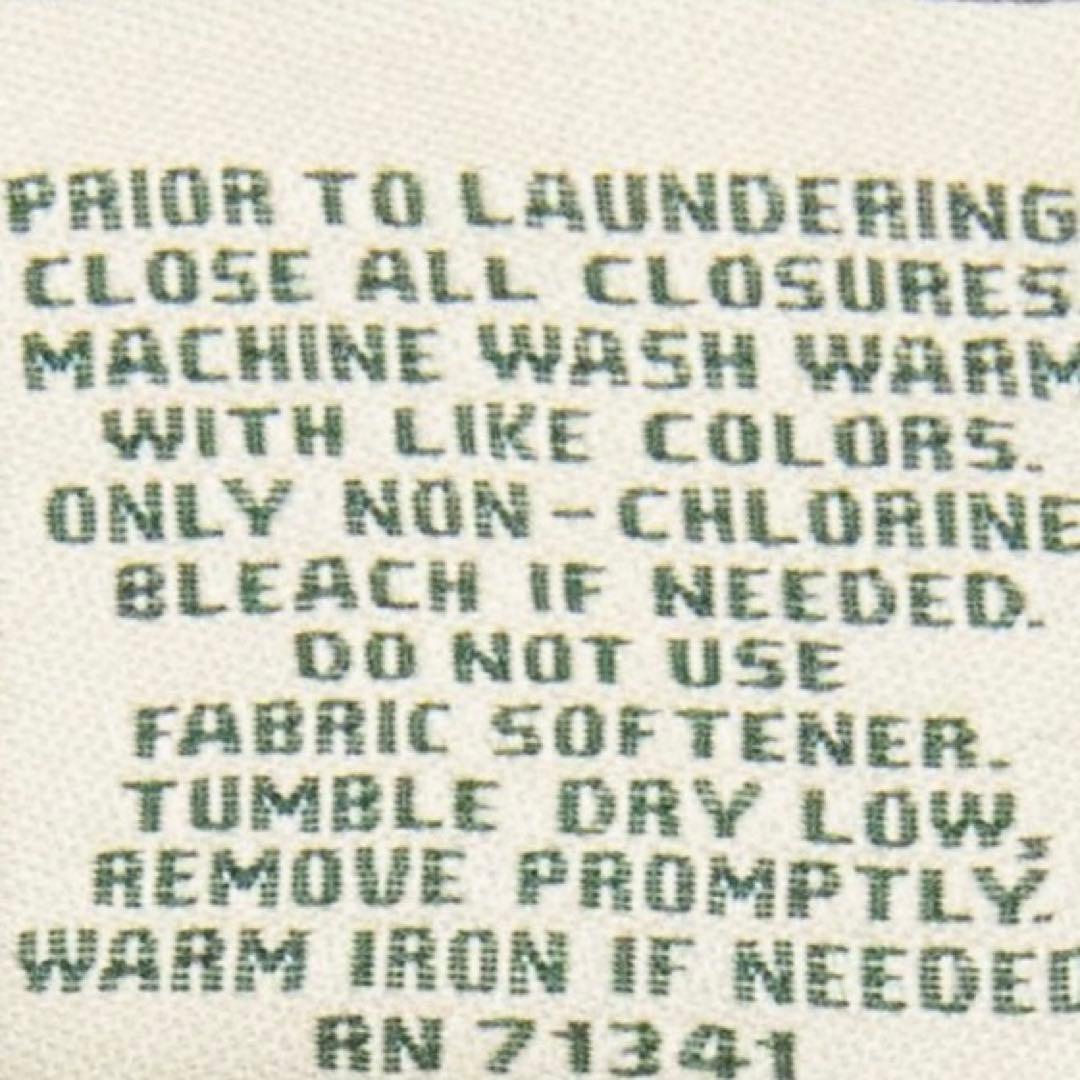 PRIOR TO LAUNDERING
CLOSE ALL CLOSURES
MACHINE WASH WARM
WITH LIKE COLORS.
ONLY NON-CHLORINE
BLEACH IF NEEDED.
DO NOT USE
FABRIC SOFTENER.
TUMBLE DRY LOW,
REMOVE PROMPTLY.
WARM IRON IF NEEDED
RN 71341